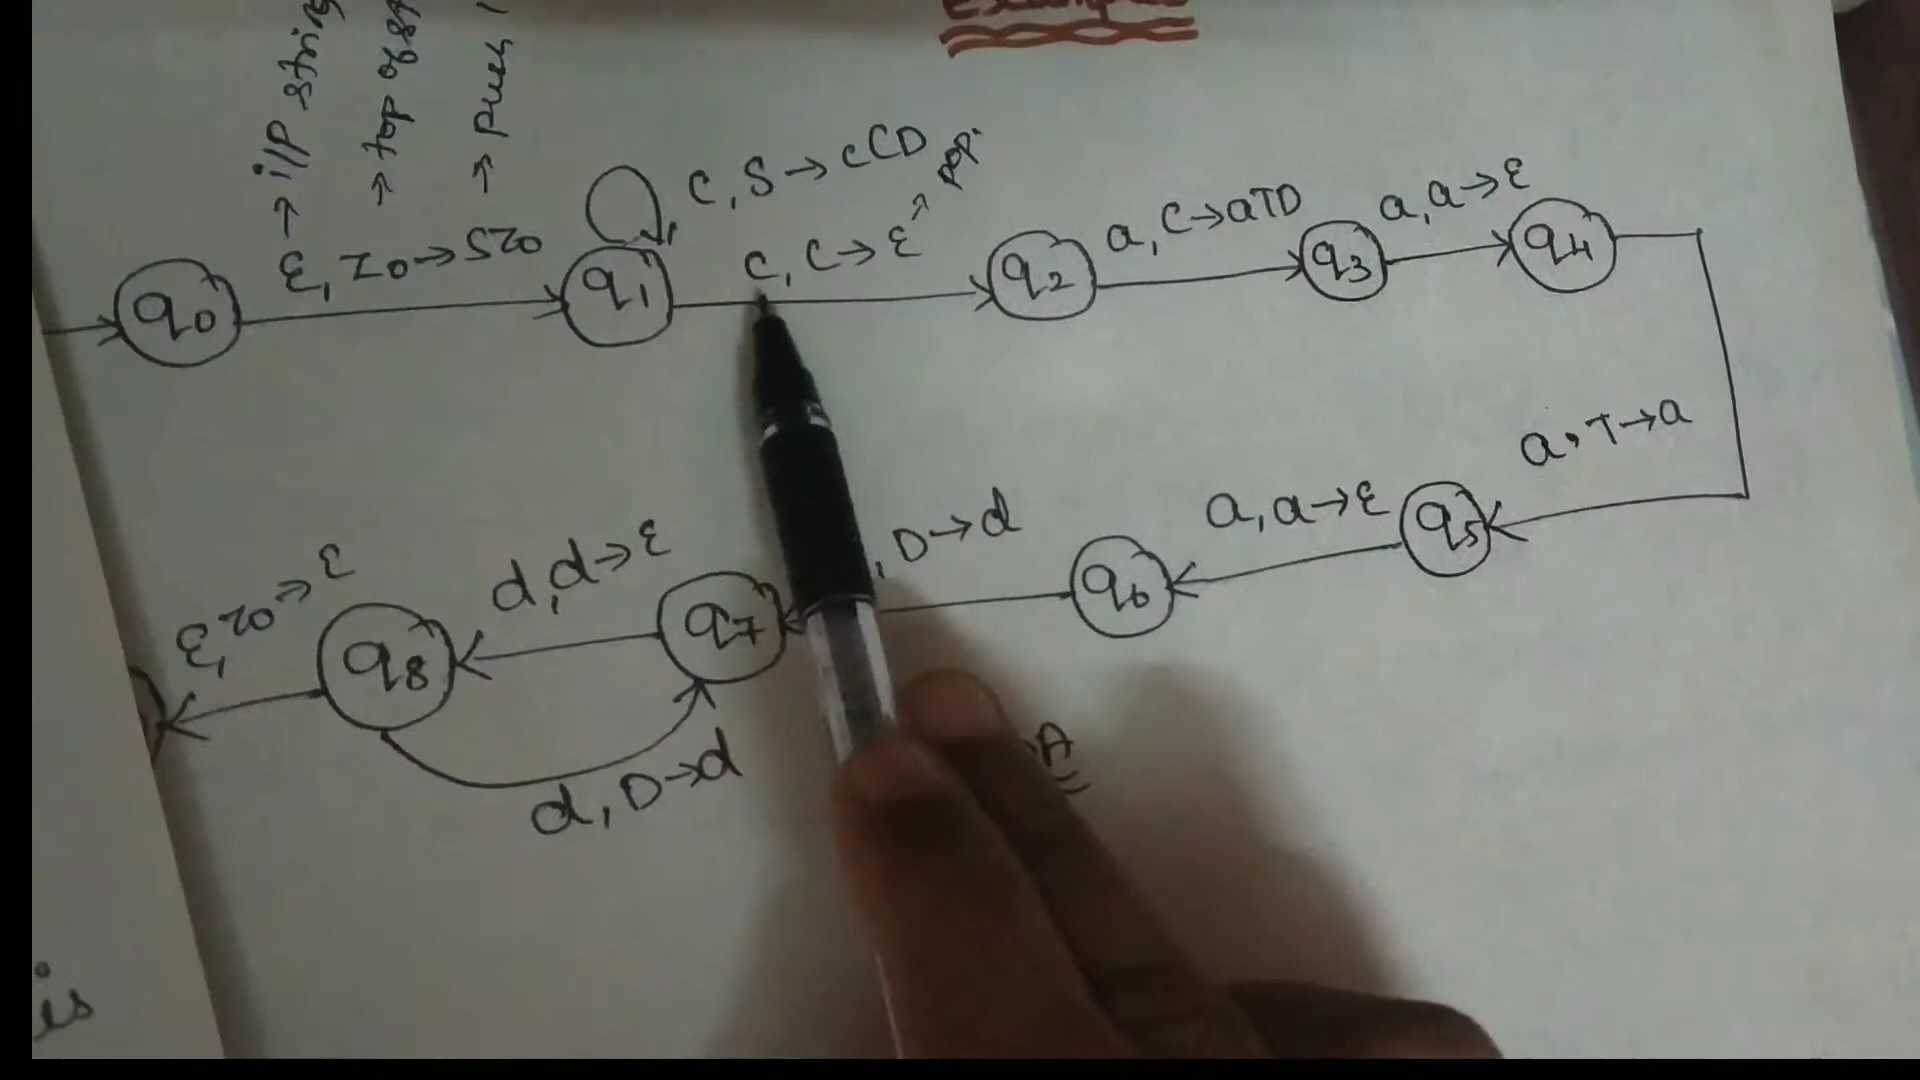 → i/p string
→ top of
→ push
ε, z0→Sz0
c, S → cCD
c, c→ε → pop
a, C→aTD
a, a→ε
q0
q1
q2
q3
q4
a, T→a
a, a→ε
, D→d
d, d→ε
ε, z0→ε
q5
q6
q7
q8
d, D→d
A
is